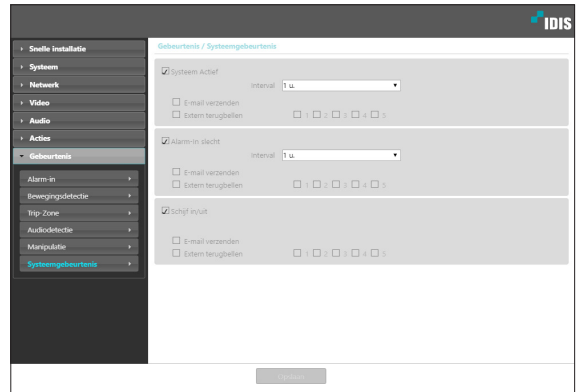 IDIS
Snelle installatie
Systeem
Netwerk
Video
Audio
Acties
Gebeurtenis
Alarm-in
Bewegingsdetectie
Trip-Zone
Audiodetectie
Manipulatie
Systeemgebeurtenis
Gebeurtenis / Systeemgebeurtenis
Systeem Actief
Interval 1 u.
E-mail verzenden
Extern terugbellen 1 2 3 4 5
Alarm-In slecht
Interval 1 u.
E-mail verzenden
Extern terugbellen 1 2 3 4 5
Schijf in/uit
E-mail verzenden
Extern terugbellen 1 2 3 4 5